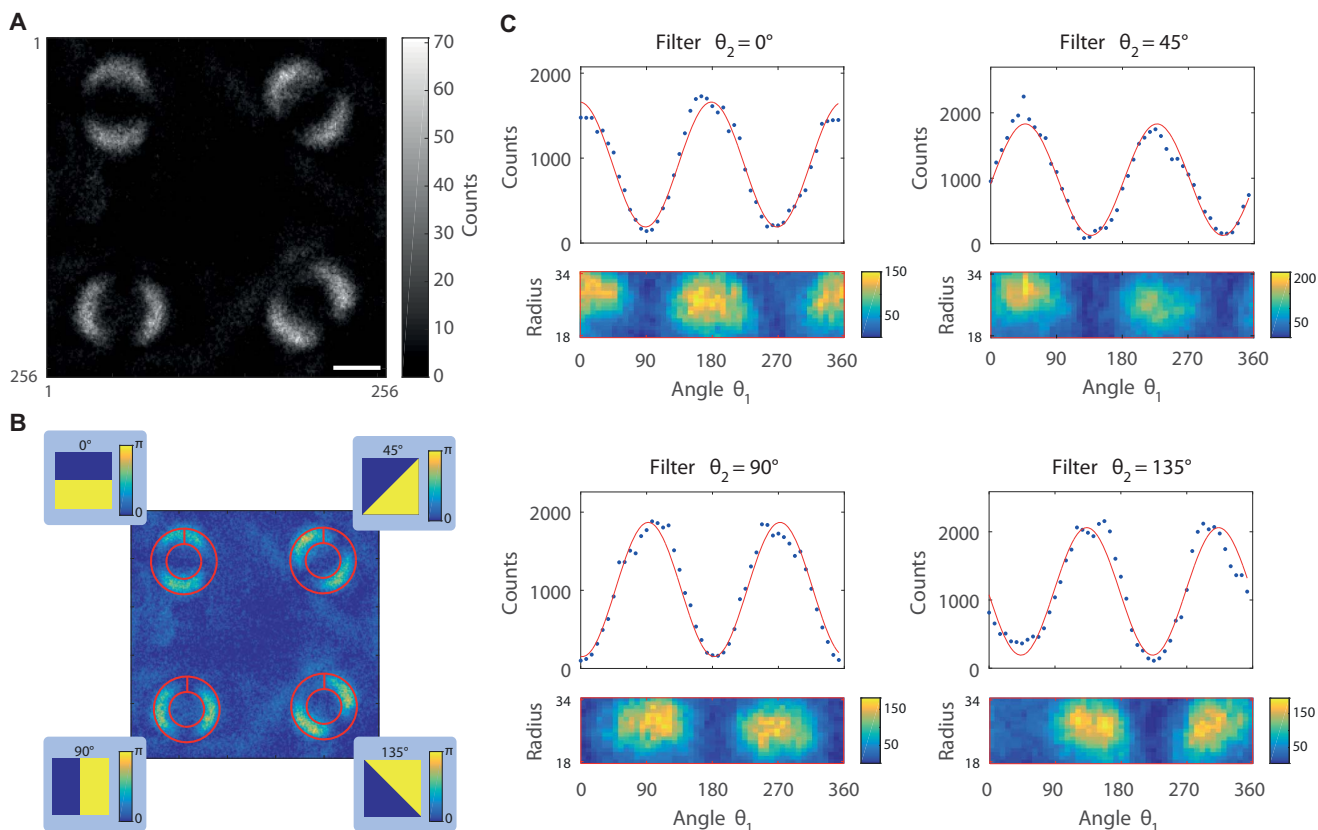 A
1
256
1
256
70
60
50
40
30
20
10
0
Counts
B
0°
π
0
45°
π
0
90°
π
0
135°
π
0
C
Filter θ2 = 0°
2000
1000
0
Counts
34
18
Radius
150
50
0 90 180 270 360
Angle θ1
Filter θ2 = 45°
2000
1000
0
Counts
34
18
Radius
200
50
0 90 180 270 360
Angle θ1
Filter θ2 = 90°
2000
1000
0
Counts
34
18
Radius
150
50
0 90 180 270 360
Angle θ1
Filter θ2 = 135°
2000
1000
0
Counts
34
18
Radius
150
50
0 90 180 270 360
Angle θ1